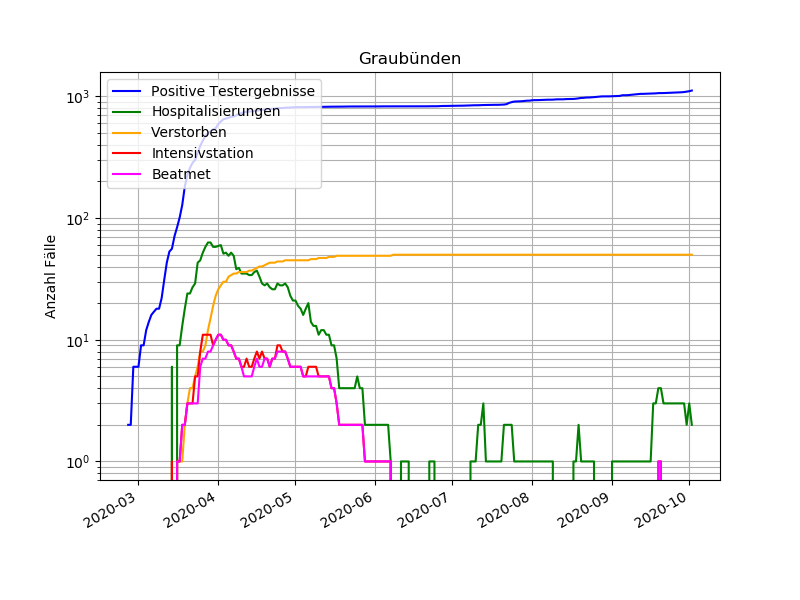 Graubünden
Positive Testergebnisse
Hospitalisierungen
Verstorben
Intensivstation
Beatmet
Anzahl Fälle
10³
10²
10¹
10⁰
2020-03
2020-04
2020-05
2020-06
2020-07
2020-08
2020-09
2020-10